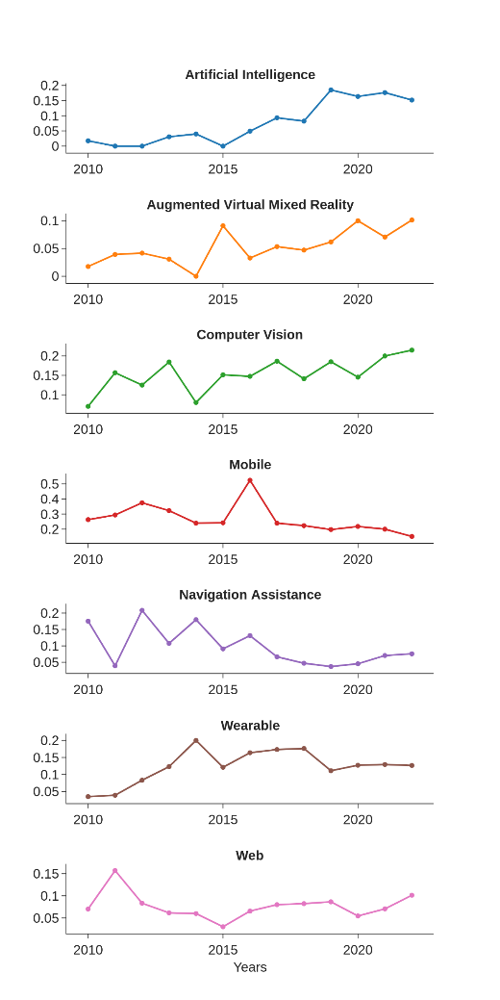 Artificial Intelligence
0.2
0.15
0.1
0.05
0
2010 2015 2020
Augmented Virtual Mixed Reality
0.1
0.05
0
2010 2015 2020
Computer Vision
0.2
0.15
0.1
2010 2015 2020
Mobile
0.5
0.4
0.3
0.2
2010 2015 2020
Navigation Assistance
0.2
0.15
0.1
0.05
2010 2015 2020
Wearable
0.2
0.15
0.1
0.05
2010 2015 2020
Web
0.15
0.1
0.05
2010 2015 2020
Years